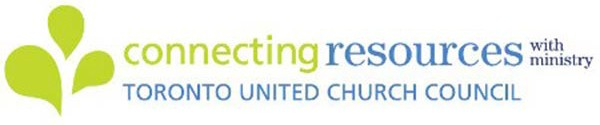 connecting resources with ministry
TORONTO UNITED CHURCH COUNCIL